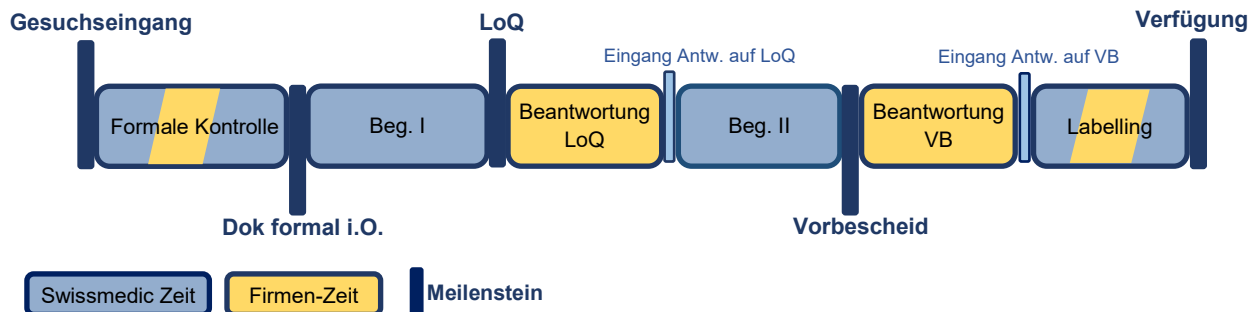 Gesuchseingang
LoQ
Verfügung
Eingang Antw. auf LoQ
Eingang Antw. auf VB
Formale Kontrolle
Beg. I
Beantwortung
LoQ
Beg. II
Beantwortung
VB
Labelling
Dok formal i.O.
Vorbescheid
Swissmedic Zeit
Firmen-Zeit
Meilenstein